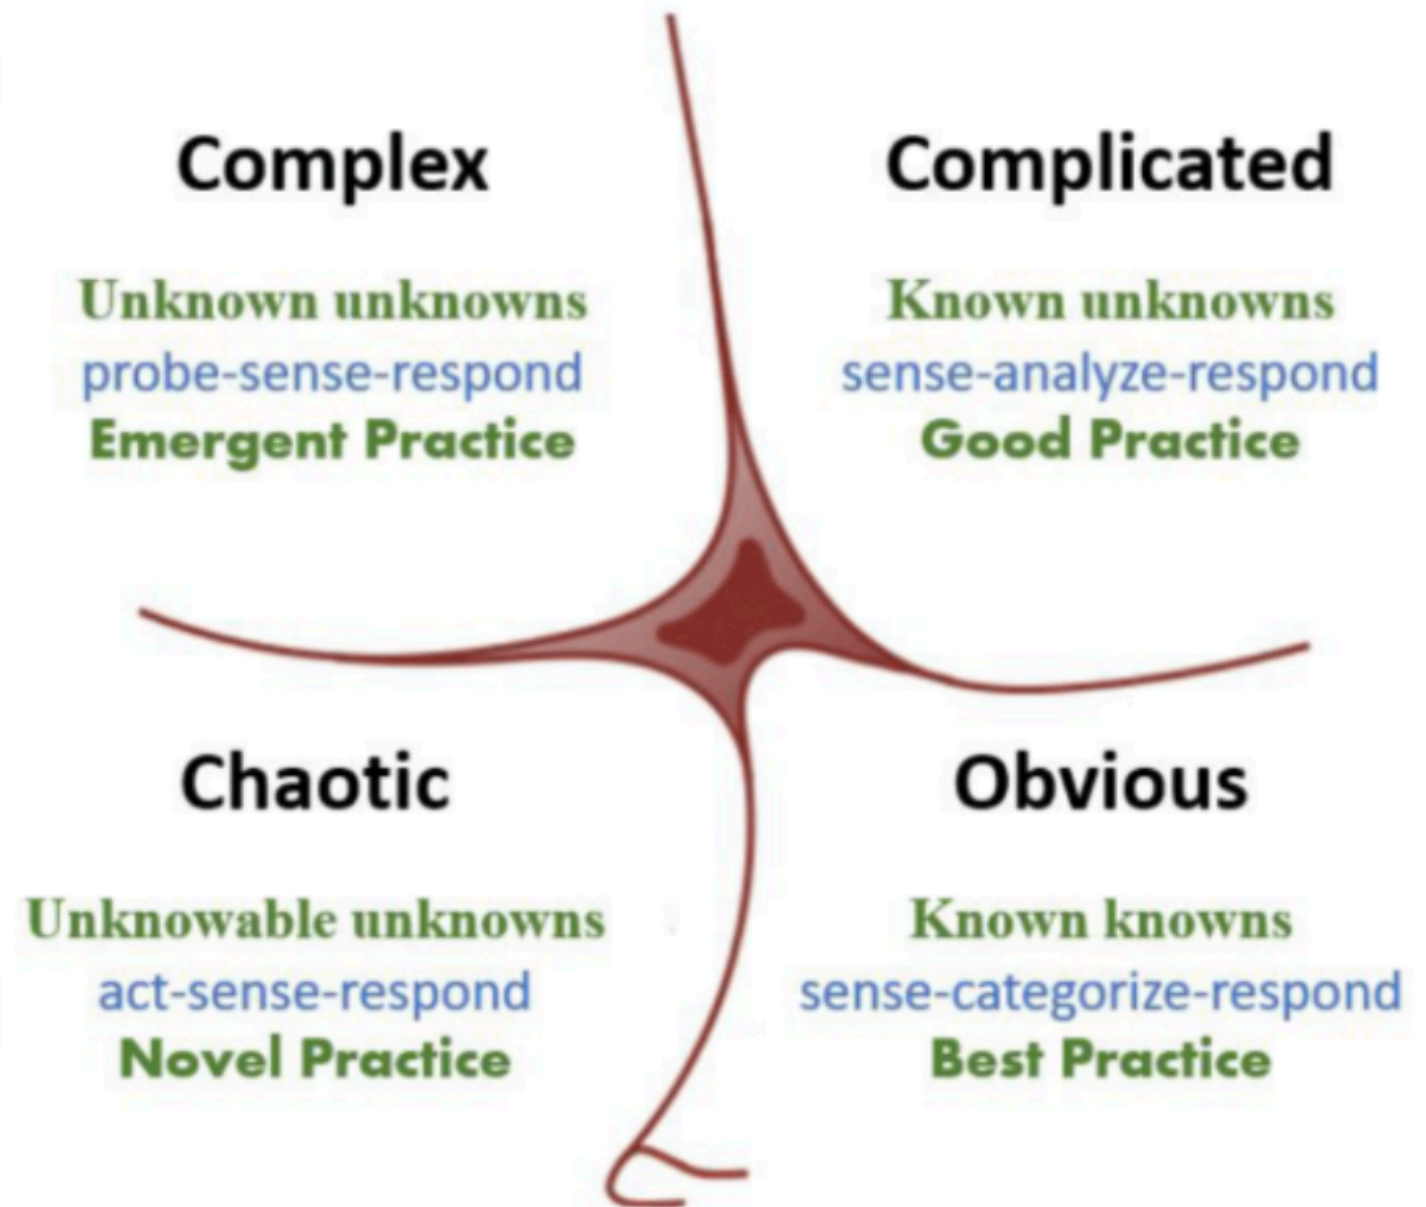 Complex
Unknown unknowns
probe-sense-respond
Emergent Practice
Complicated
Known unknowns
sense-analyze-respond
Good Practice
Chaotic
Unknowable unknowns
act-sense-respond
Novel Practice
Obvious
Known knowns
sense-categorize-respond
Best Practice